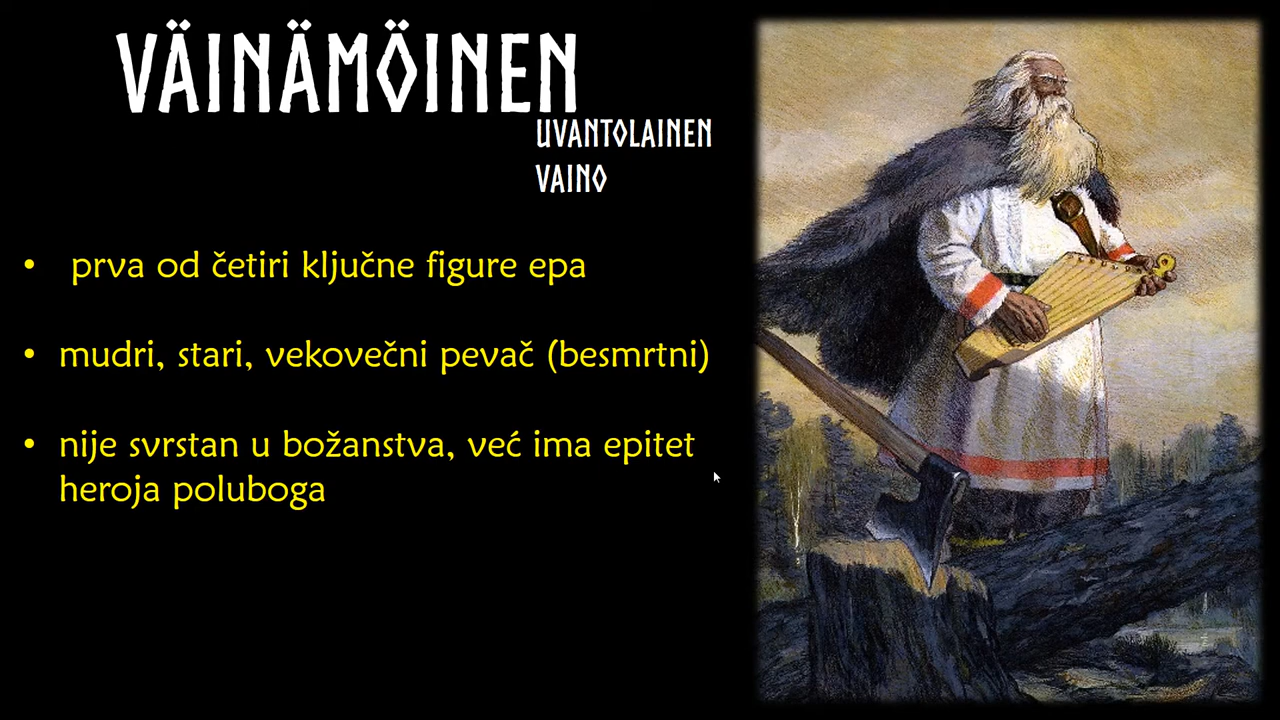 VÄINÄMÖINEN
UVANTOLAINEN
VAINO
• prva od četiri ključne figure epa
• mudri, stari, vekovečni pevač (besmrtni)
• nije svrstan u božanstva, već ima epitet
heroja poluboga